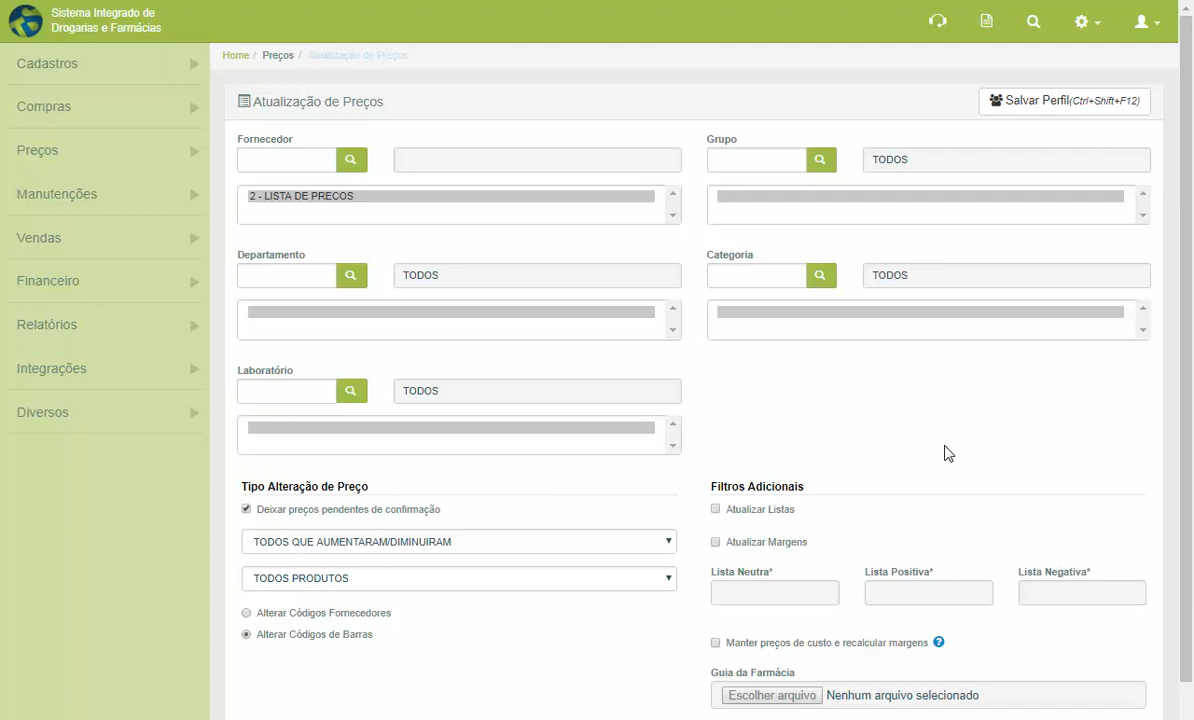 Sistema Integrado de
Drogarias e Farmácias
Cadastros
Compras
Preços
Manutenções
Vendas
Financeiro
Relatórios
Integrações
Diversos
Home / Preços / Atualização de Preços
Atualização de Preços
Salvar Perfil(Ctrl+Shift+F12)
Fornecedor
Grupo
TODOS
2 - LISTA DE PRECOS
Departamento
Categoria
TODOS
TODOS
Laboratório
TODOS
Tipo Alteração de Preço
Deixar preços pendentes de confirmação
TODOS QUE AUMENTARAM/DIMINUIRAM
TODOS PRODUTOS
Alterar Códigos Fornecedores
Alterar Códigos de Barras
Filtros Adicionais
Atualizar Listas
Atualizar Margens
Lista Neutra*
Lista Positiva*
Lista Negativa*
Manter preços de custo e recalcular margens ?
Guia da Farmácia
Escolher arquivo Nenhum arquivo selecionado